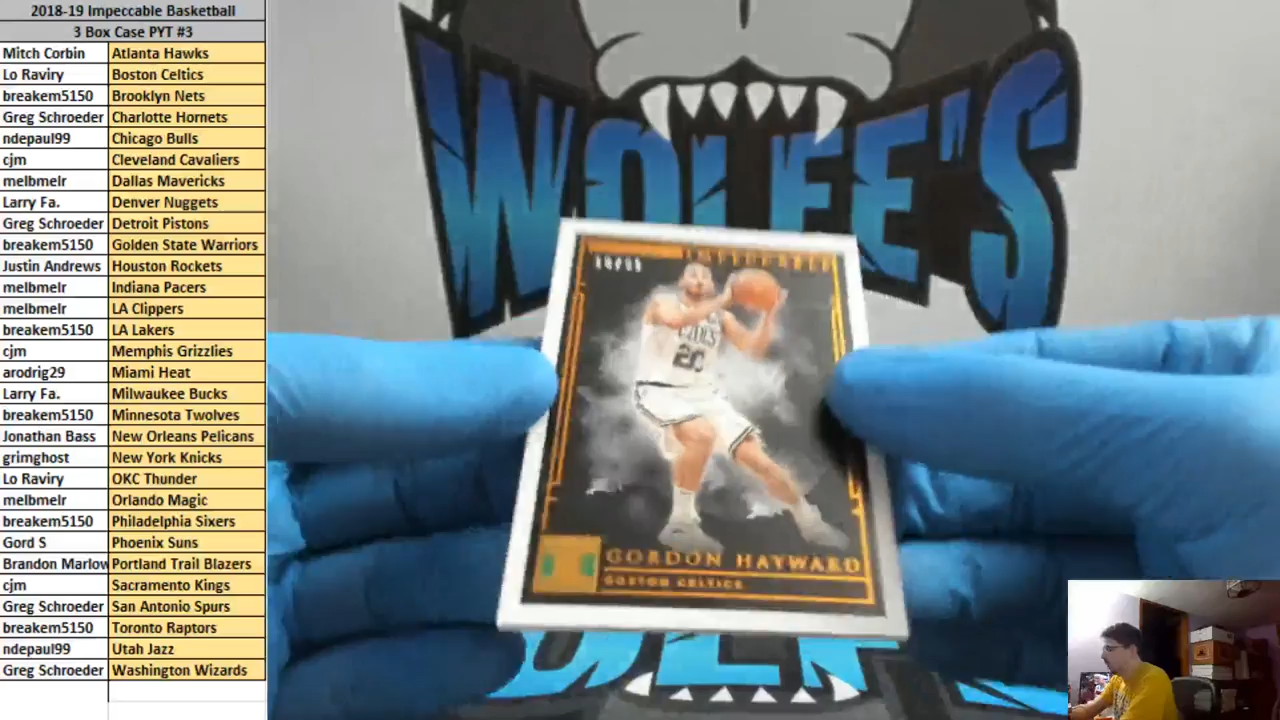 2018-19 Impeccable Basketball
3 Box Case PYT #3
Mitch Corbin Atlanta Hawks
Lo Raviry Boston Celtics
breakem5150 Brooklyn Nets
Greg Schroeder Charlotte Hornets
ndepaul99 Chicago Bulls
cjm Cleveland Cavaliers
melbmelr Dallas Mavericks
Larry Fa. Denver Nuggets
Greg Schroeder Detroit Pistons
breakem5150 Golden State Warriors
Justin Andrews Houston Rockets
melbmelr Indiana Pacers
melbmelr LA Clippers
breakem5150 LA Lakers
cjm Memphis Grizzlies
arodrig29 Miami Heat
Larry Fa. Milwaukee Bucks
breakem5150 Minnesota Twolves
Jonathan Bass New Orleans Pelicans
grimghost New York Knicks
Lo Raviry OKC Thunder
melbmelr Orlando Magic
breakem5150 Philadelphia Sixers
Gord S Phoenix Suns
Brandon Marlow Portland Trail Blazers
cjm Sacramento Kings
Greg Schroeder San Antonio Spurs
breakem5150 Toronto Raptors
ndepaul99 Utah Jazz
Greg Schroeder Washington Wizards
WOLFE'S
IMPECCABLE
20
GORDON HAYWARD
BOSTON CELTICS